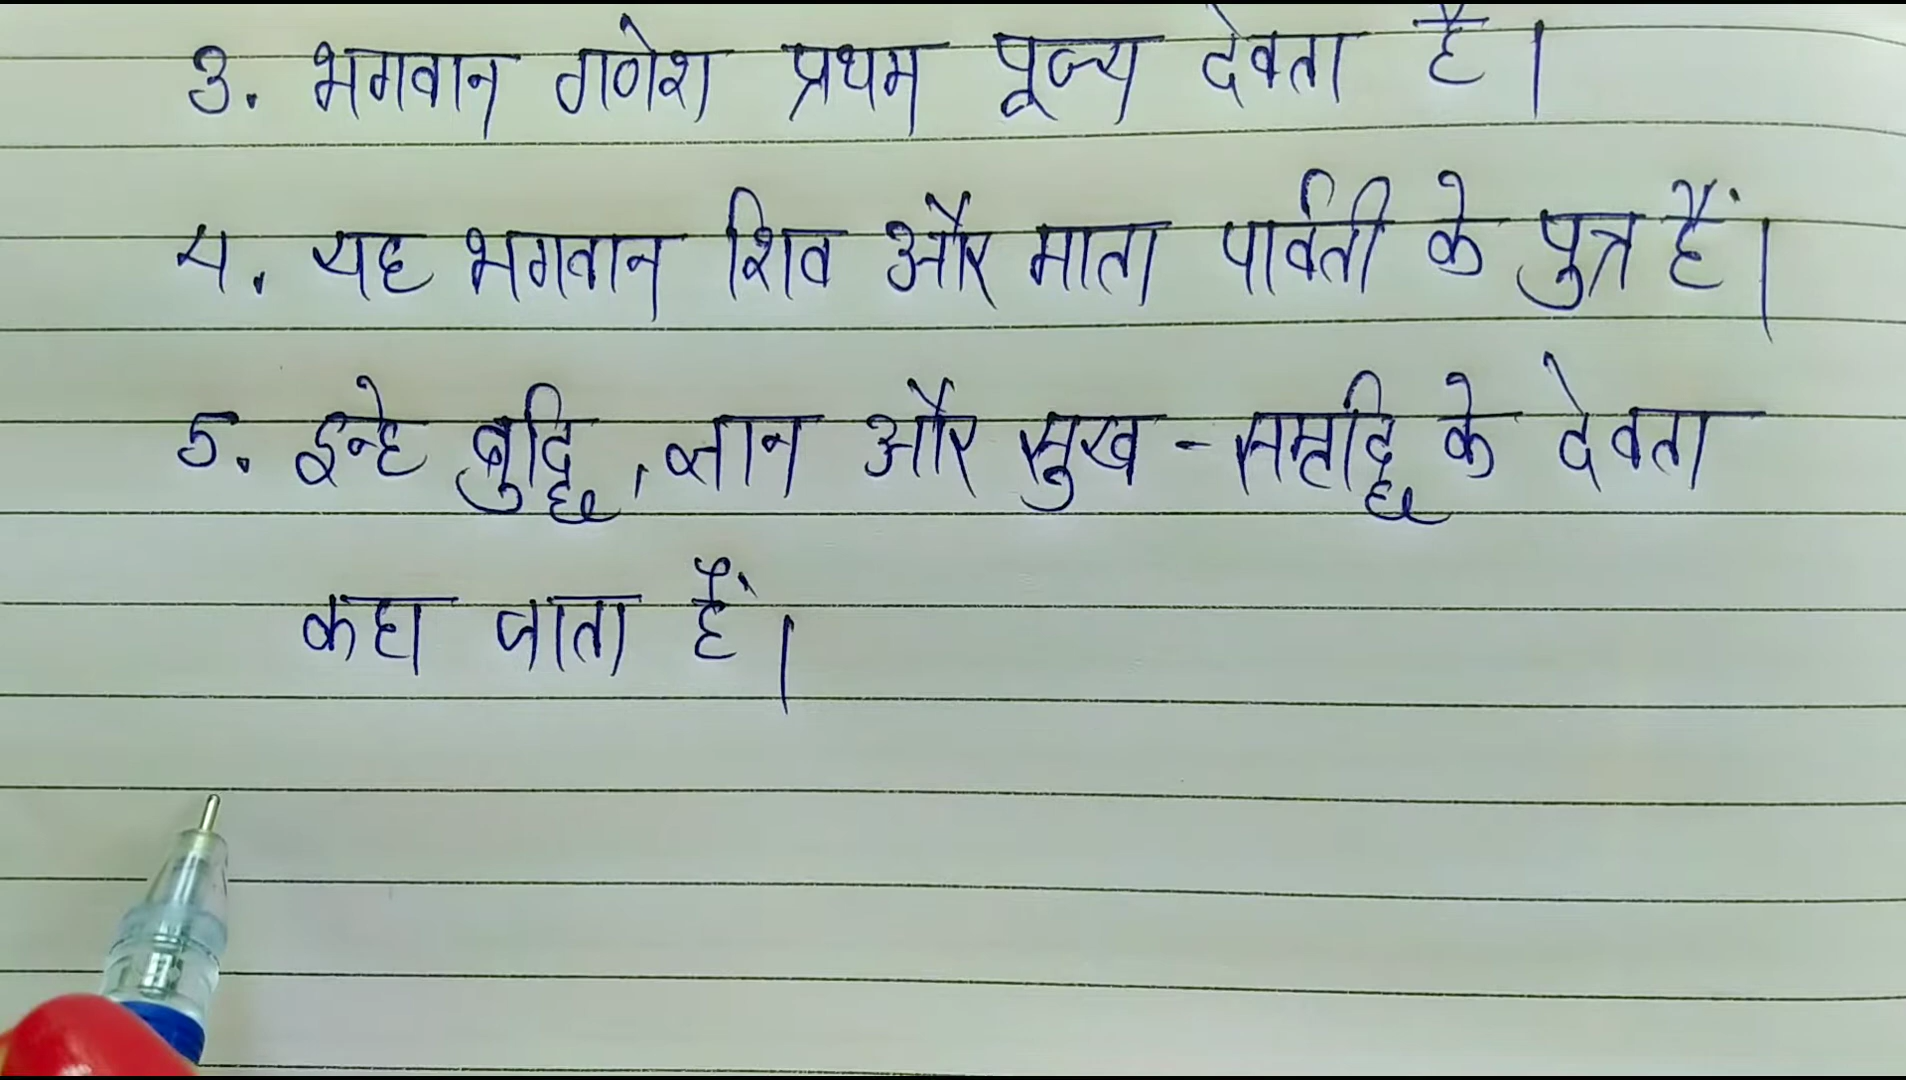 3. भगवान गणेश प्रथम पूज्य देवता है।
4. यह भगवान शिव और माता पार्वती के पुत्र हैं।
5. इन्हे बुद्धि, ज्ञान और सुख - समृद्धि के देवता
कहा जाता हैं।